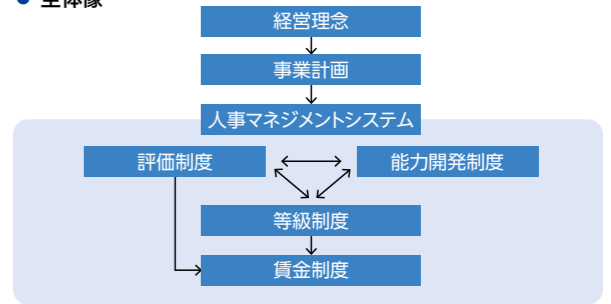 全体像
経営理念
事業計画
人事マネジメントシステム
評価制度
能力開発制度
等級制度
賃金制度